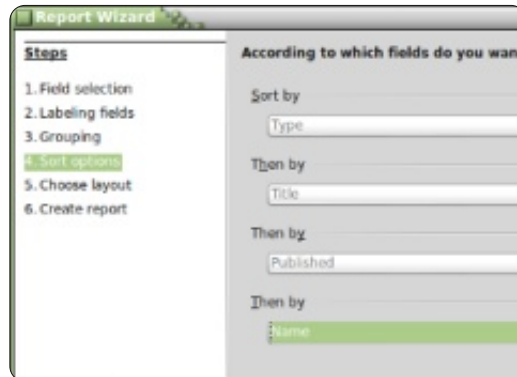 Report Wizard
Steps
1. Field selection
2. Labeling fields
3. Grouping
4. Sort options
5. Choose layout
6. Create report
According to which fields do you wan
Sort by
Type
Then by
Title
Then by
Published
Then by
Name